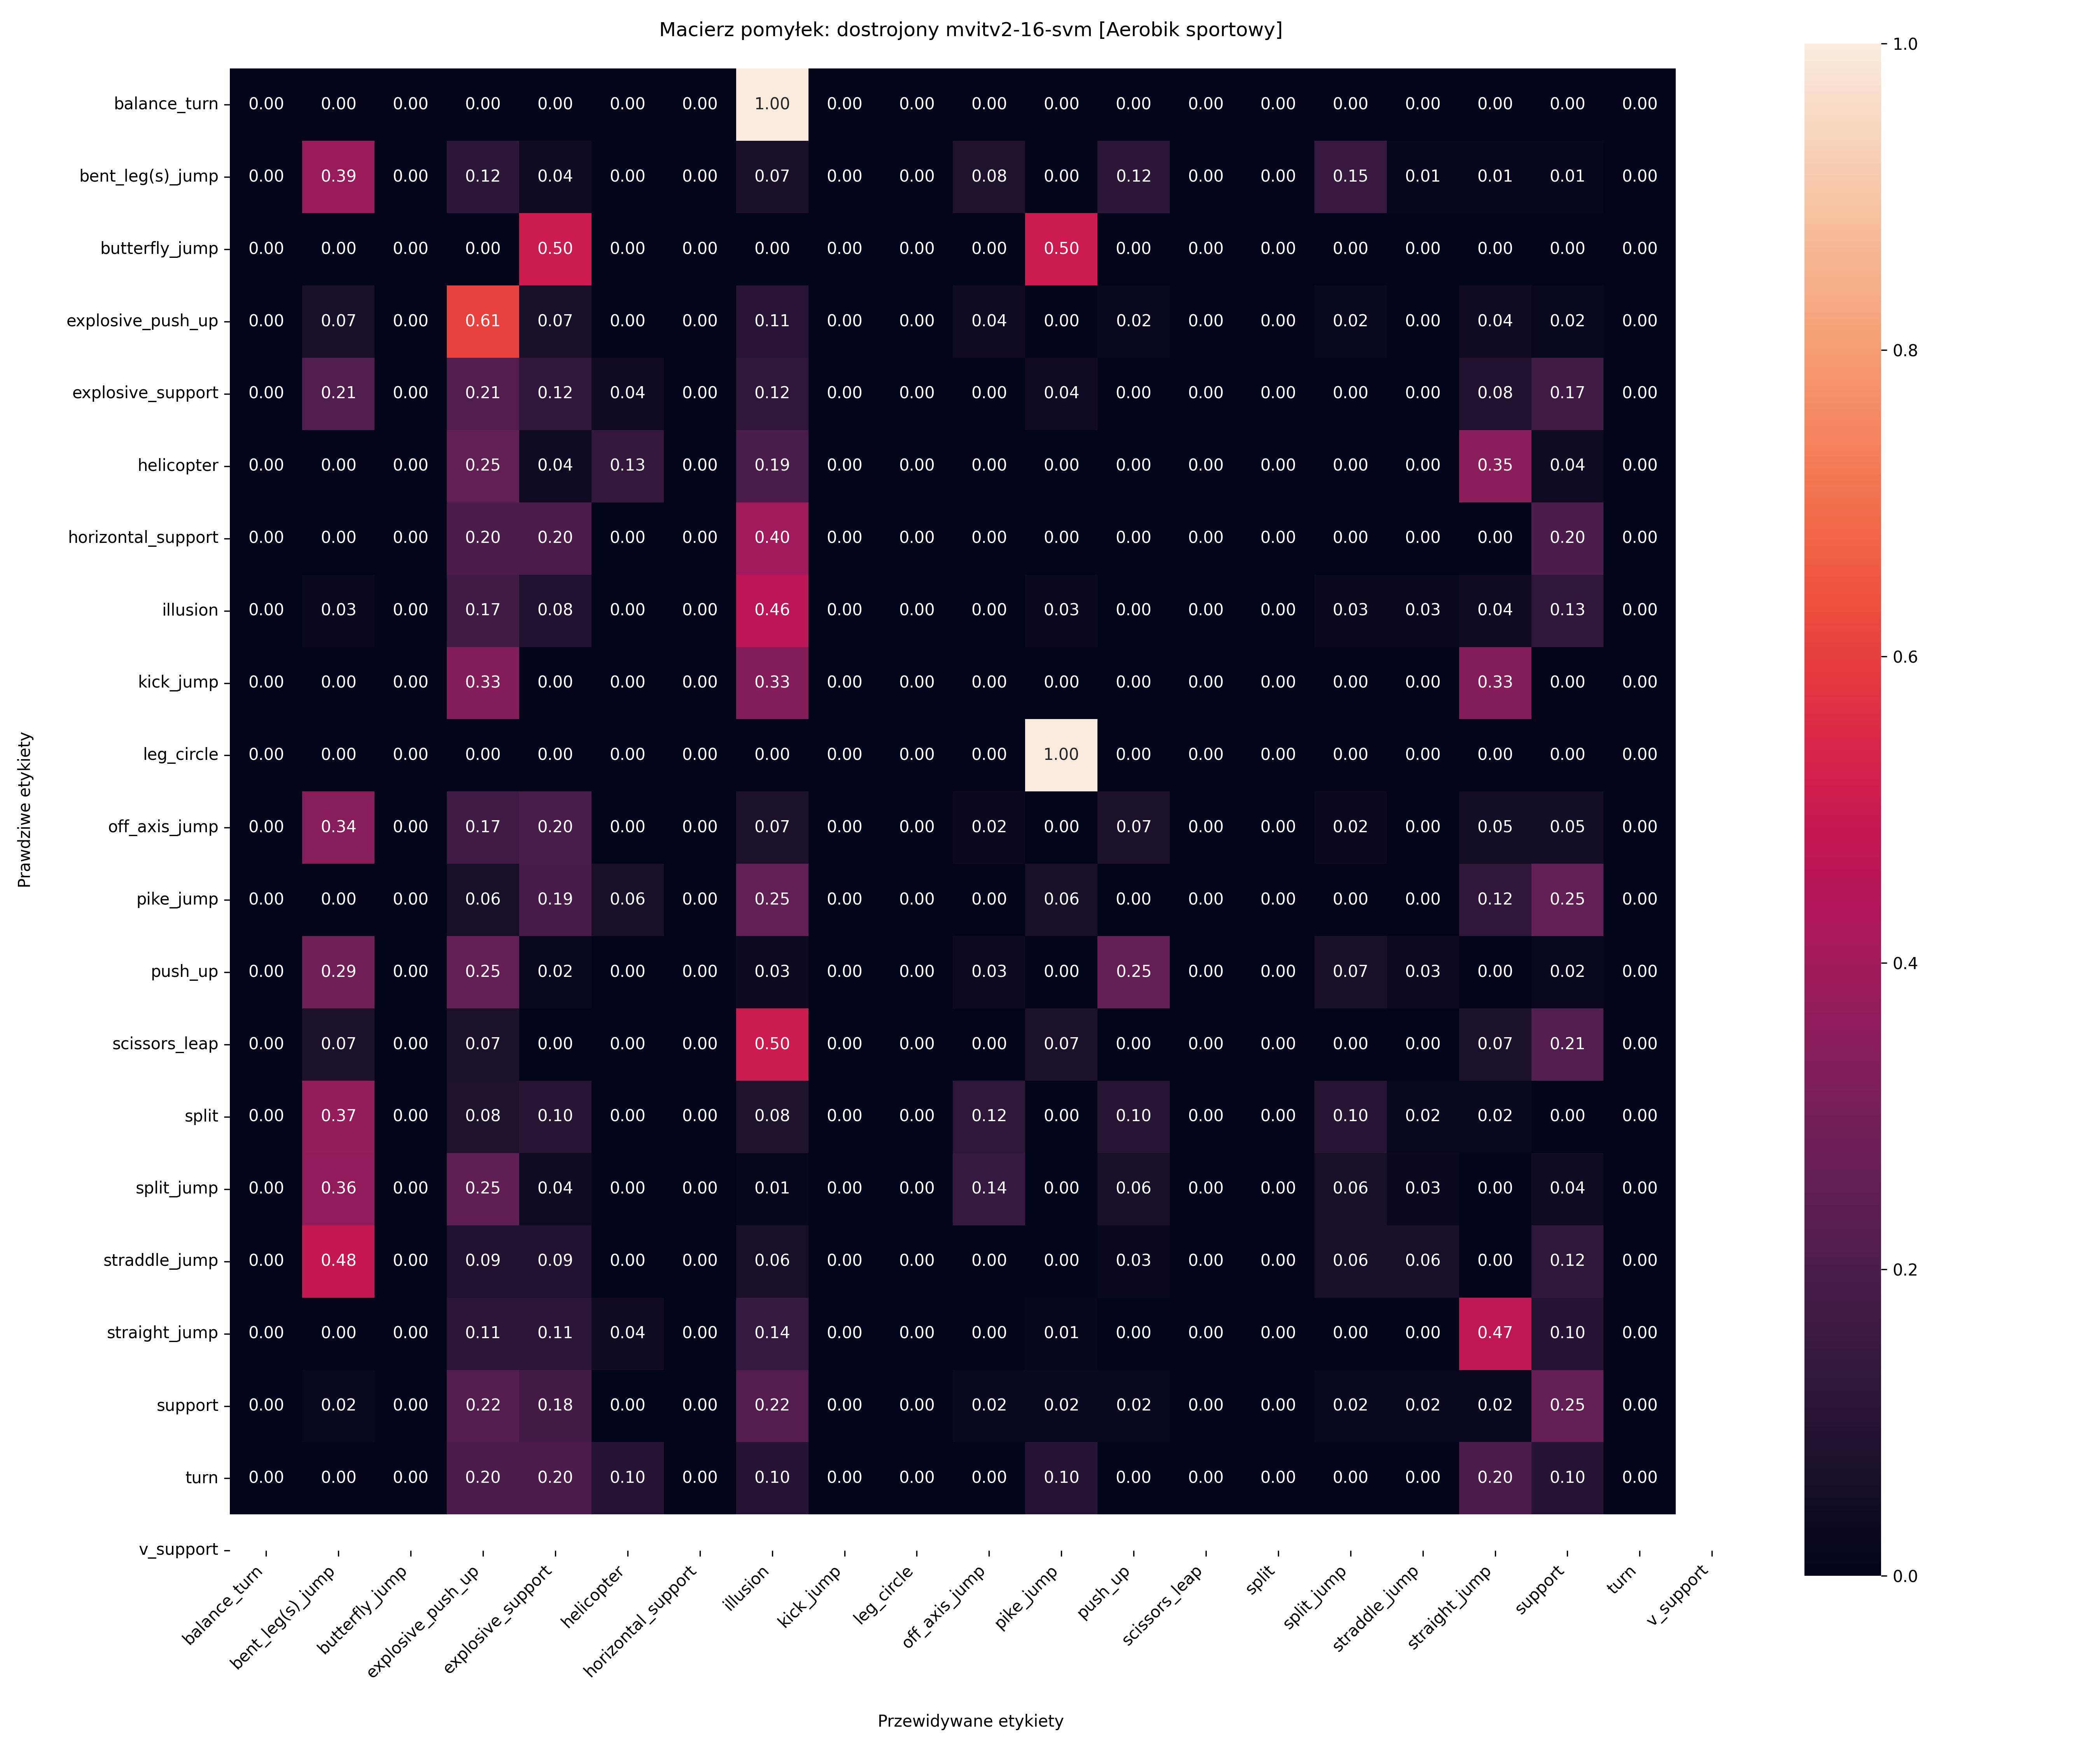 Macierz pomyłek: dostrojony mvitv2-16-svm [Aerobik sportowy]
1.0
balance_turn 0.00 0.00 0.00 0.00 0.00 0.00 0.00 1.00 0.00 0.00 0.00 0.00 0.00 0.00 0.00 0.00 0.00 0.00 0.00 0.00
bent_leg(s)_jump 0.00 0.39 0.00 0.12 0.04 0.00 0.00 0.07 0.00 0.00 0.08 0.00 0.12 0.00 0.00 0.15 0.01 0.01 0.01 0.00
butterfly_jump 0.00 0.00 0.00 0.00 0.50 0.00 0.00 0.00 0.00 0.00 0.00 0.50 0.00 0.00 0.00 0.00 0.00 0.00 0.00 0.00
explosive_push_up 0.00 0.07 0.00 0.61 0.07 0.00 0.00 0.11 0.00 0.00 0.04 0.00 0.02 0.00 0.00 0.02 0.00 0.04 0.02 0.00
0.8
explosive_support 0.00 0.21 0.00 0.21 0.12 0.04 0.00 0.12 0.00 0.00 0.00 0.04 0.00 0.00 0.00 0.00 0.00 0.08 0.17 0.00
helicopter 0.00 0.00 0.00 0.25 0.04 0.13 0.00 0.19 0.00 0.00 0.00 0.00 0.00 0.00 0.00 0.00 0.00 0.35 0.04 0.00
horizontal_support 0.00 0.00 0.00 0.20 0.20 0.00 0.00 0.40 0.00 0.00 0.00 0.00 0.00 0.00 0.00 0.00 0.00 0.00 0.20 0.00
illusion 0.00 0.03 0.00 0.17 0.08 0.00 0.00 0.46 0.00 0.00 0.00 0.03 0.00 0.00 0.00 0.03 0.03 0.04 0.13 0.00
0.6
kick_jump 0.00 0.00 0.00 0.33 0.00 0.00 0.00 0.33 0.00 0.00 0.00 0.00 0.00 0.00 0.00 0.00 0.00 0.33 0.00 0.00
leg_circle 0.00 0.00 0.00 0.00 0.00 0.00 0.00 0.00 0.00 0.00 0.00 1.00 0.00 0.00 0.00 0.00 0.00 0.00 0.00 0.00
Prawdziwe etykiety
off_axis_jump 0.00 0.34 0.00 0.17 0.20 0.00 0.00 0.07 0.00 0.00 0.02 0.00 0.07 0.00 0.00 0.02 0.00 0.05 0.05 0.00
pike_jump 0.00 0.00 0.00 0.06 0.19 0.06 0.00 0.25 0.00 0.00 0.00 0.06 0.00 0.00 0.00 0.00 0.00 0.12 0.25 0.00
0.4
push_up 0.00 0.29 0.00 0.25 0.02 0.00 0.00 0.03 0.00 0.00 0.03 0.00 0.25 0.00 0.00 0.07 0.03 0.00 0.02 0.00
scissors_leap 0.00 0.07 0.00 0.07 0.00 0.00 0.00 0.50 0.00 0.00 0.00 0.07 0.00 0.00 0.00 0.00 0.00 0.07 0.21 0.00
split 0.00 0.37 0.00 0.08 0.10 0.00 0.00 0.08 0.00 0.00 0.12 0.00 0.10 0.00 0.00 0.10 0.02 0.02 0.00 0.00
split_jump 0.00 0.36 0.00 0.25 0.04 0.00 0.00 0.01 0.00 0.00 0.14 0.00 0.06 0.00 0.00 0.06 0.03 0.00 0.04 0.00
straddle_jump 0.00 0.48 0.00 0.09 0.09 0.00 0.00 0.06 0.00 0.00 0.00 0.00 0.03 0.00 0.00 0.06 0.06 0.00 0.12 0.00
0.2
straight_jump 0.00 0.00 0.00 0.11 0.11 0.04 0.00 0.14 0.00 0.00 0.00 0.01 0.00 0.00 0.00 0.00 0.00 0.47 0.10 0.00
support 0.00 0.02 0.00 0.22 0.18 0.00 0.00 0.22 0.00 0.00 0.02 0.02 0.02 0.00 0.00 0.02 0.02 0.02 0.25 0.00
turn 0.00 0.00 0.00 0.20 0.20 0.10 0.00 0.10 0.00 0.00 0.00 0.10 0.00 0.00 0.00 0.00 0.00 0.20 0.10 0.00
v_support
0.0
balance_turn bent_leg(s)_jump butterfly_jump explosive_push_up explosive_support helicopter horizontal_support illusion kick_jump leg_circle off_axis_jump pike_jump push_up scissors_leap split split_jump straddle_jump straight_jump support turn v_support
Przewidywane etykiety